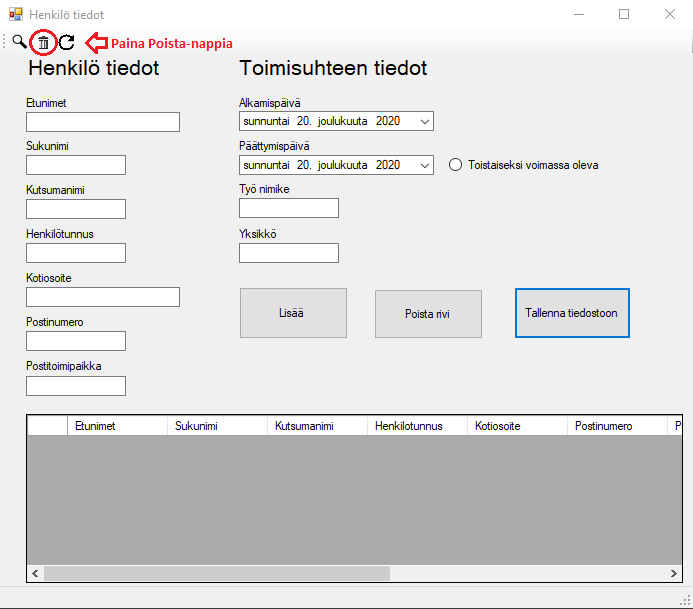 Henkilö tiedot
Paina Poista-nappia
Henkilö tiedot
Toimisuhteen tiedot
Etunimet
Alkamispäivä
sunnuntai 20. joulukuuta 2020
Sukunimi
Päättymispäivä
sunnuntai 20. joulukuuta 2020
Toistaiseksi voimassa oleva
Kutsumanimi
Työ nimike
Henkilötunnus
Yksikkö
Kotiosoite
Lisää
Poista rivi
Tallenna tiedostoon
Postinumero
Postitoimipaikka
Etunimet Sukunimi Kutsumanimi Henkilotunnus Kotiosoite Postinumero P